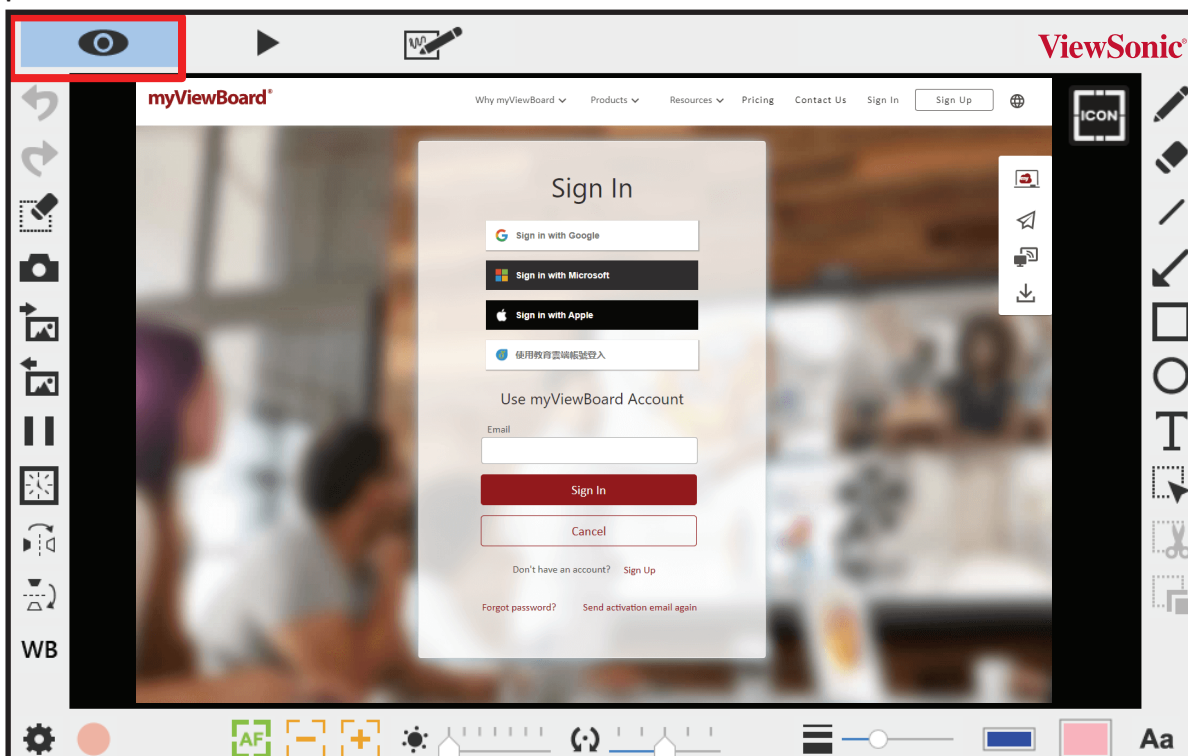 ViewSonic®
myViewBoard®
Why myViewBoard Products Resources Pricing Contact Us Sign In Sign Up
ICON
Sign In
Sign in with Google
Sign in with Microsoft
Sign in with Apple
使用教育雲端帳號登入
Use myViewBoard Account
Email
Sign In
Cancel
Don't have an account? Sign Up
Forgot password? Send activation email again
T
WB
AF
Aa